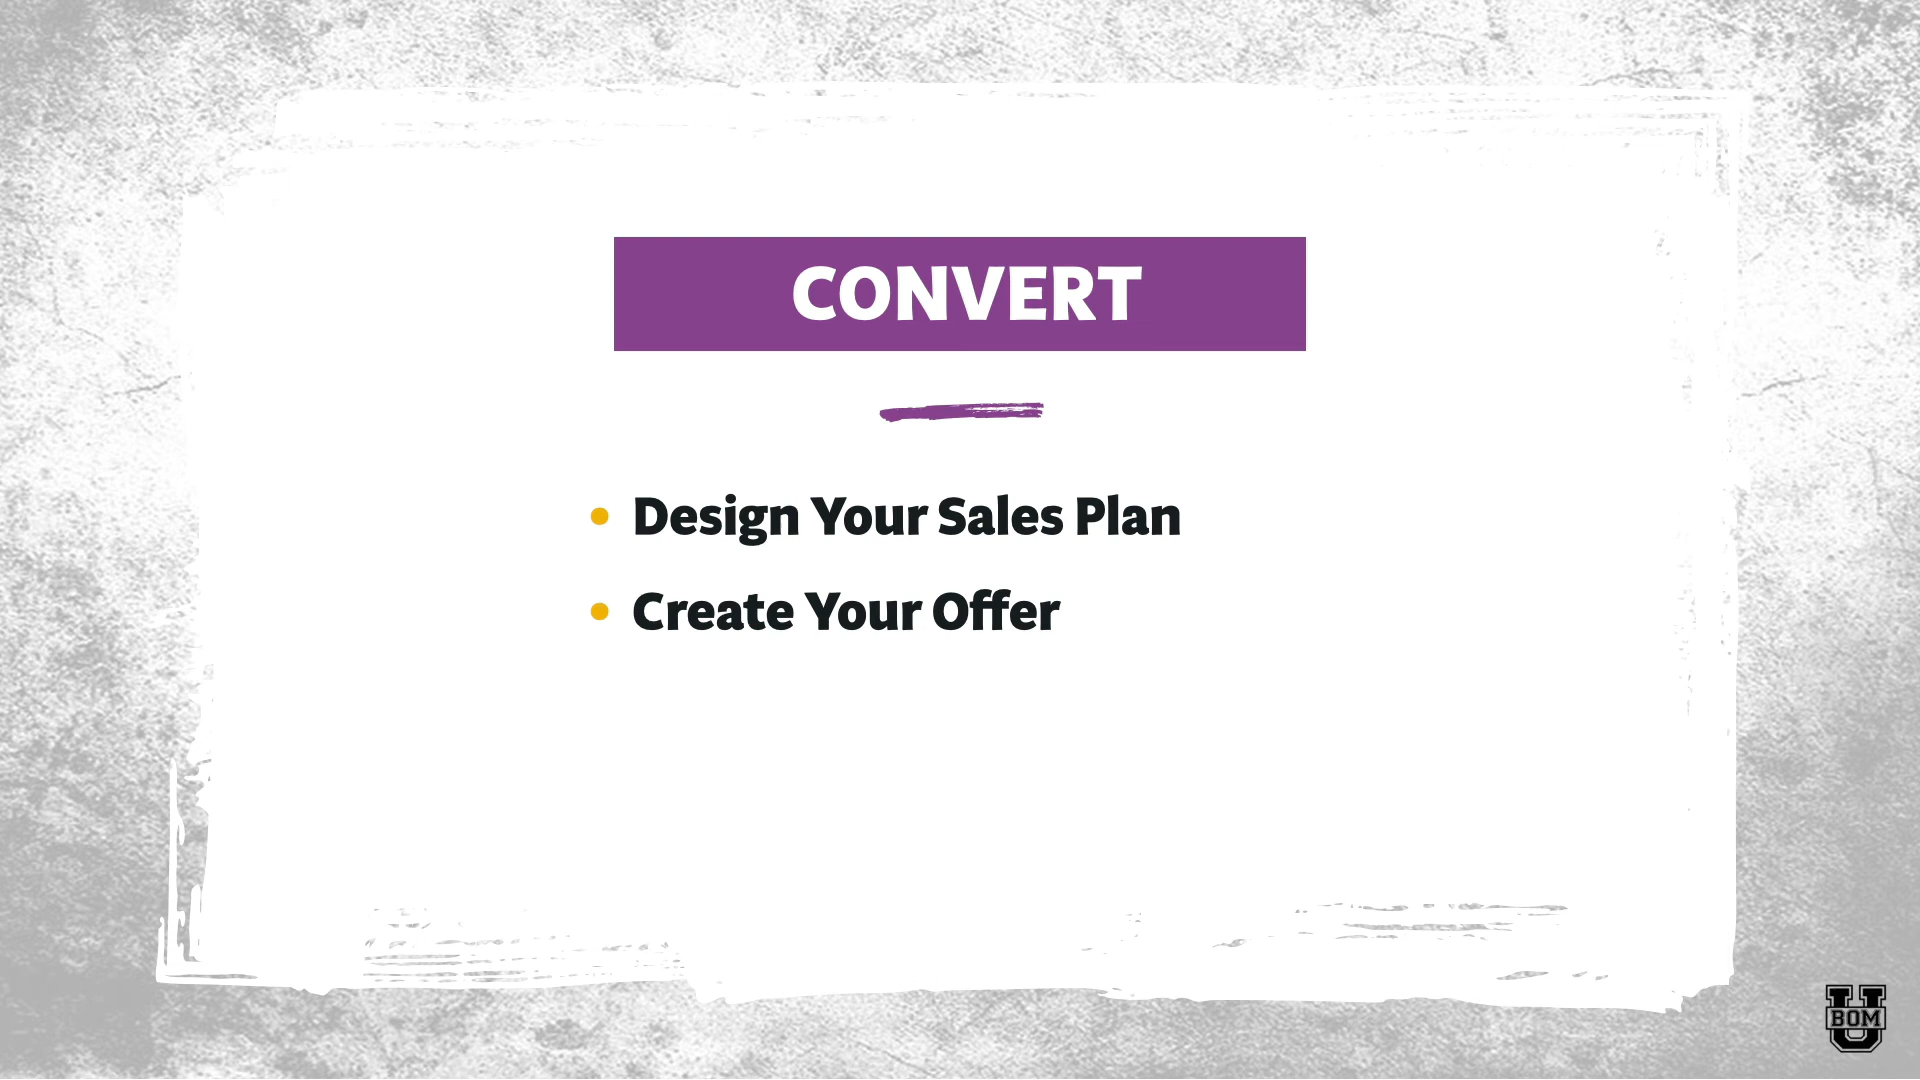 CONVERT
• Design Your Sales Plan
• Create Your Offer
U
BOM